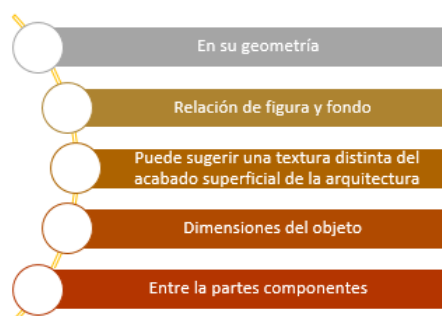 En su geometría
Relación de figura y fondo
Puede sugerir una textura distinta del
acabado superficial de la arquitectura
Dimensiones del objeto
Entre la partes componentes